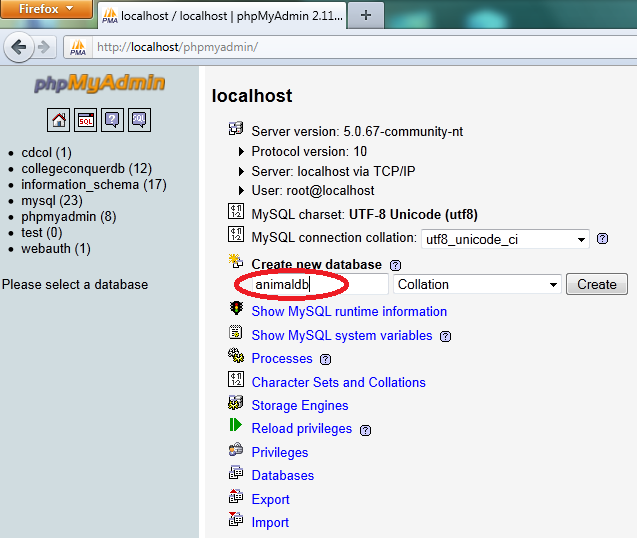 Firefox
PMA localhost / localhost | phpMyAdmin 2.11....
PMA http://localhost/phpmyadmin/
phpMyAdmin
SQL ? SQL
cdcol (1)
collegeconquerdb (12)
information_schema (17)
mysql (23)
phpmyadmin (8)
test (0)
webauth (1)
Please select a database
localhost
Server version: 5.0.67-community-nt
Protocol version: 10
Server: localhost via TCP/IP
User: root@localhost
MySQL charset: UTF-8 Unicode (utf8)
MySQL connection collation: utf8_unicode_ci ?
Create new database ?
animaldb Collation Create
Show MySQL runtime information
Show MySQL system variables ?
Processes ?
Character Sets and Collations
Storage Engines
Reload privileges ?
Privileges
Databases
Export
Import